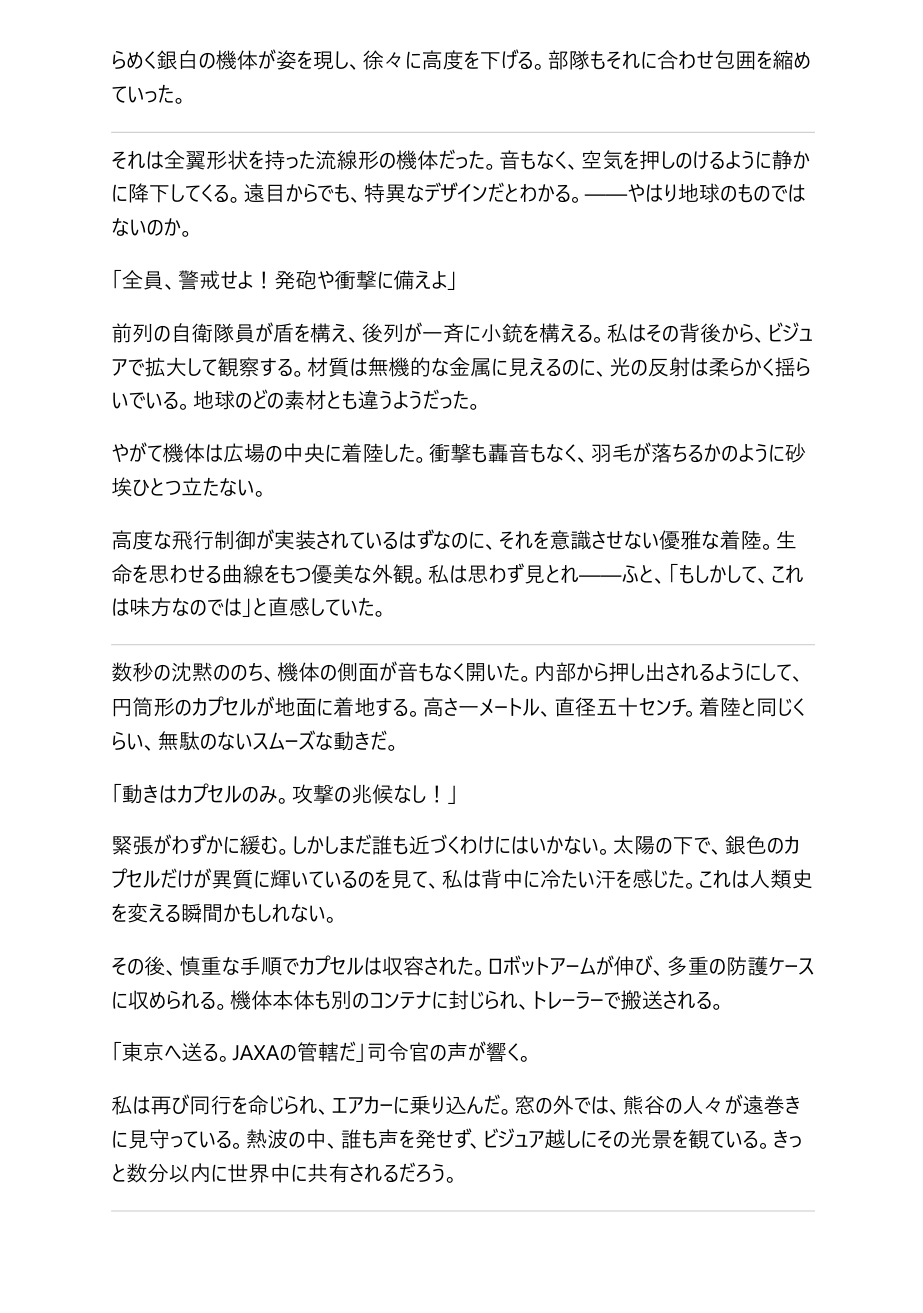 らめく銀白の機体が姿を現し、徐々に高度を下げる。部隊もそれに合わせ包囲を縮め
ていった。
それは全翼形状を持った流線形の機体だった。音もなく、空気を押しのけるように静か
に降下してくる。遠目からでも、特異なデザインだとわかる。――やはり地球のものでは
ないのか。
「全員、警戒せよ！発砲や衝撃に備えよ」
前列の自衛隊員が盾を構え、後列が一斉に小銃を構える。私はその背後から、ビジュ
アで拡大して観察する。材質は無機的な金属に見えるのに、光の反射は柔らかく揺ら
いでいる。地球のどの素材とも違うようだった。
やがて機体は広場の中央に着陸した。衝撃も轟音もなく、羽毛が落ちるかのように砂
埃ひとつ立たない。
高度な飛行制御が実装されているはずなのに、それを意識させない優雅な着陸。生
命を思わせる曲線をもつ優美な外観。私は思わず見とれ――ふと、「もしかして、これ
は味方なのでは」と直感していた。
数秒の沈黙ののち、機体の側面が音もなく開いた。内部から押し出されるようにして、
円筒形のカプセルが地面に着地する。高さ一メートル、直径五十センチ。着陸と同じく
らい、無駄のないスムーズな動きだ。
「動きはカプセルのみ。攻撃の兆候なし！」
緊張がわずかに緩む。しかしまだ誰も近づくわけにはいかない。太陽の下で、銀色のカ
プセルだけが異質に輝いているのを見て、私は背中に冷たい汗を感じた。これは人類史
を変える瞬間かもしれない。
その後、慎重な手順でカプセルは収容された。ロボットアームが伸び、多重の防護ケース
に収められる。機体本体も別のコンテナに封じられ、トレーラーで搬送される。
「東京へ送る。JAXAの管轄だ」司令官の声が響く。
私は再び同行を命じられ、エアカーに乗り込んだ。窓の外では、熊谷の人々が遠巻き
に見守っている。熱波の中、誰も声を発せず、ビジュア越しにその光景を観ている。きっ
と数分以内に世界中に共有されるだろう。